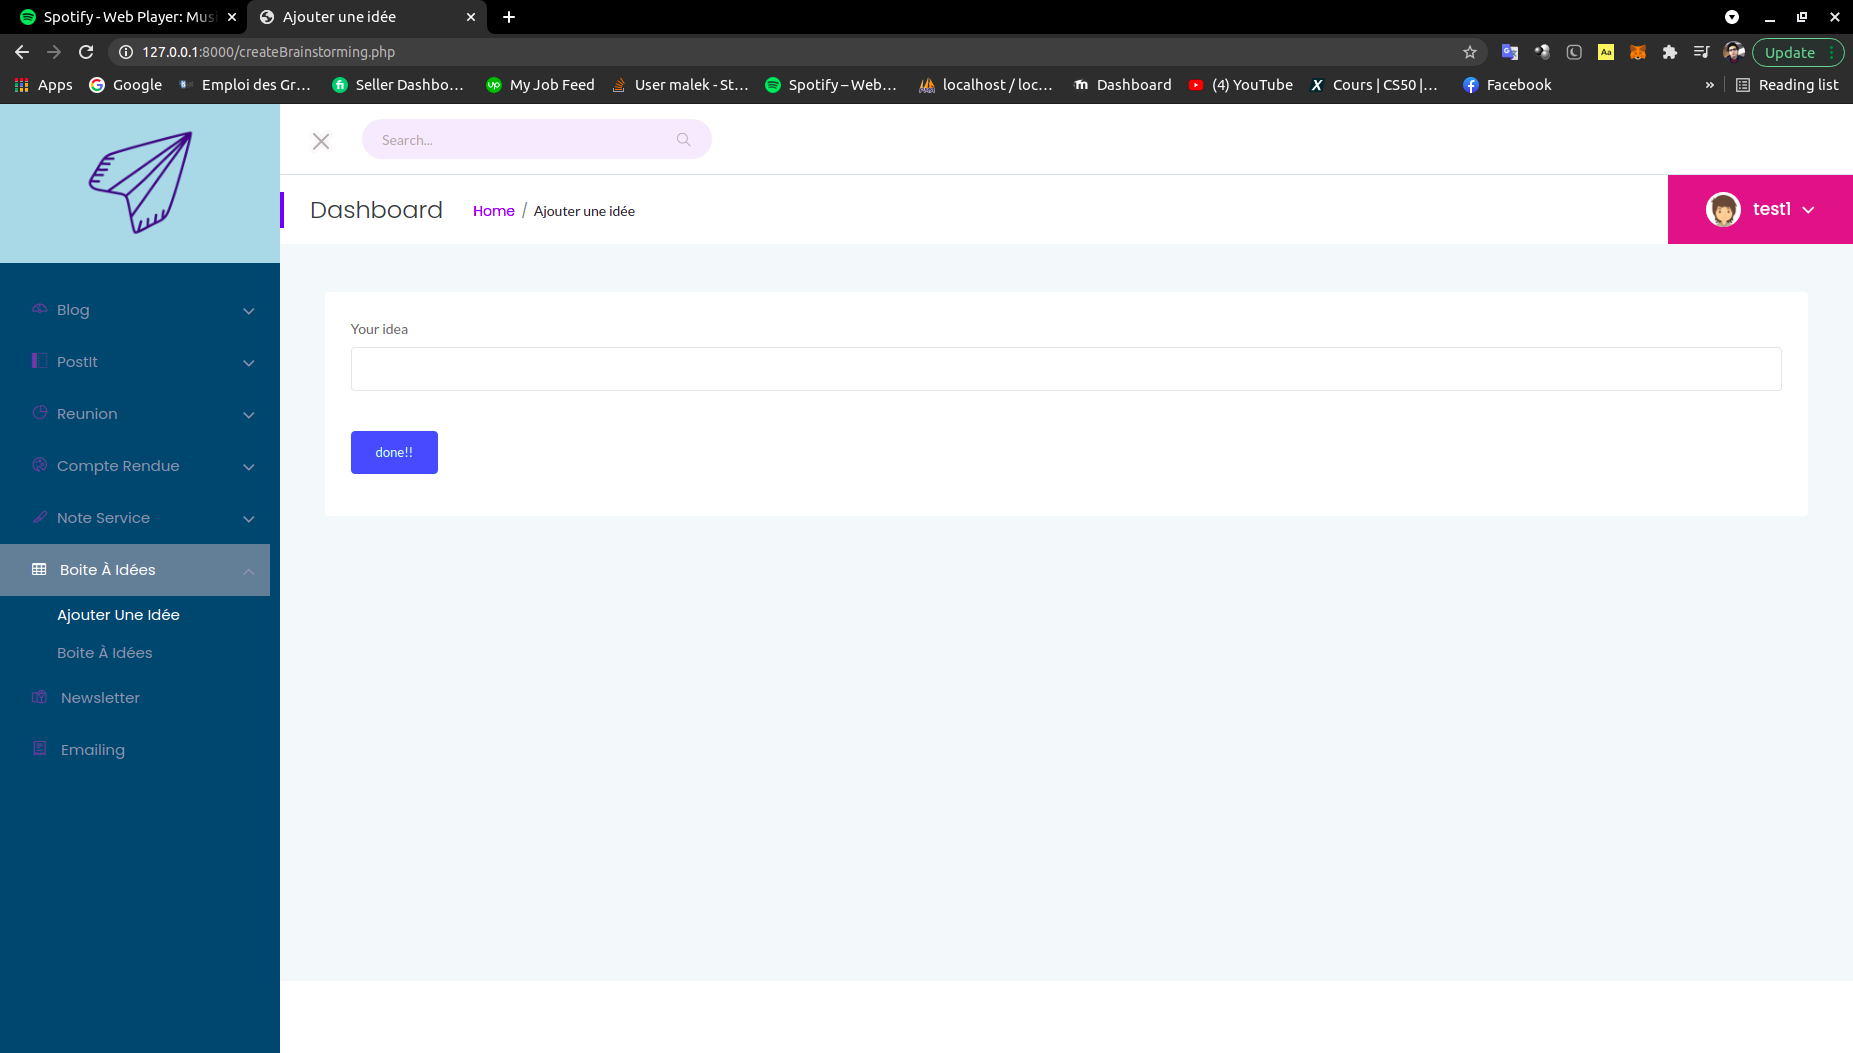 Spotify - Web Player: Mus
Ajouter une idée
127.0.0.1:8000/createBrainstorming.php
Aa
Update
Apps
Google
Emploi des Gr...
Seller Dashbo...
up
My Job Feed
User malek - St...
Spotify – Web...
localhost / loc...
Dashboard
(4) YouTube
Cours | CS50 |...
Facebook
»
Reading list
Search...
Dashboard
Home / Ajouter une idée
test1
Blog
PostIt
Reunion
Compte Rendue
Note Service
Boite À Idées
Ajouter Une Idée
Boite À Idées
Newsletter
Emailing
Your idea
done!!